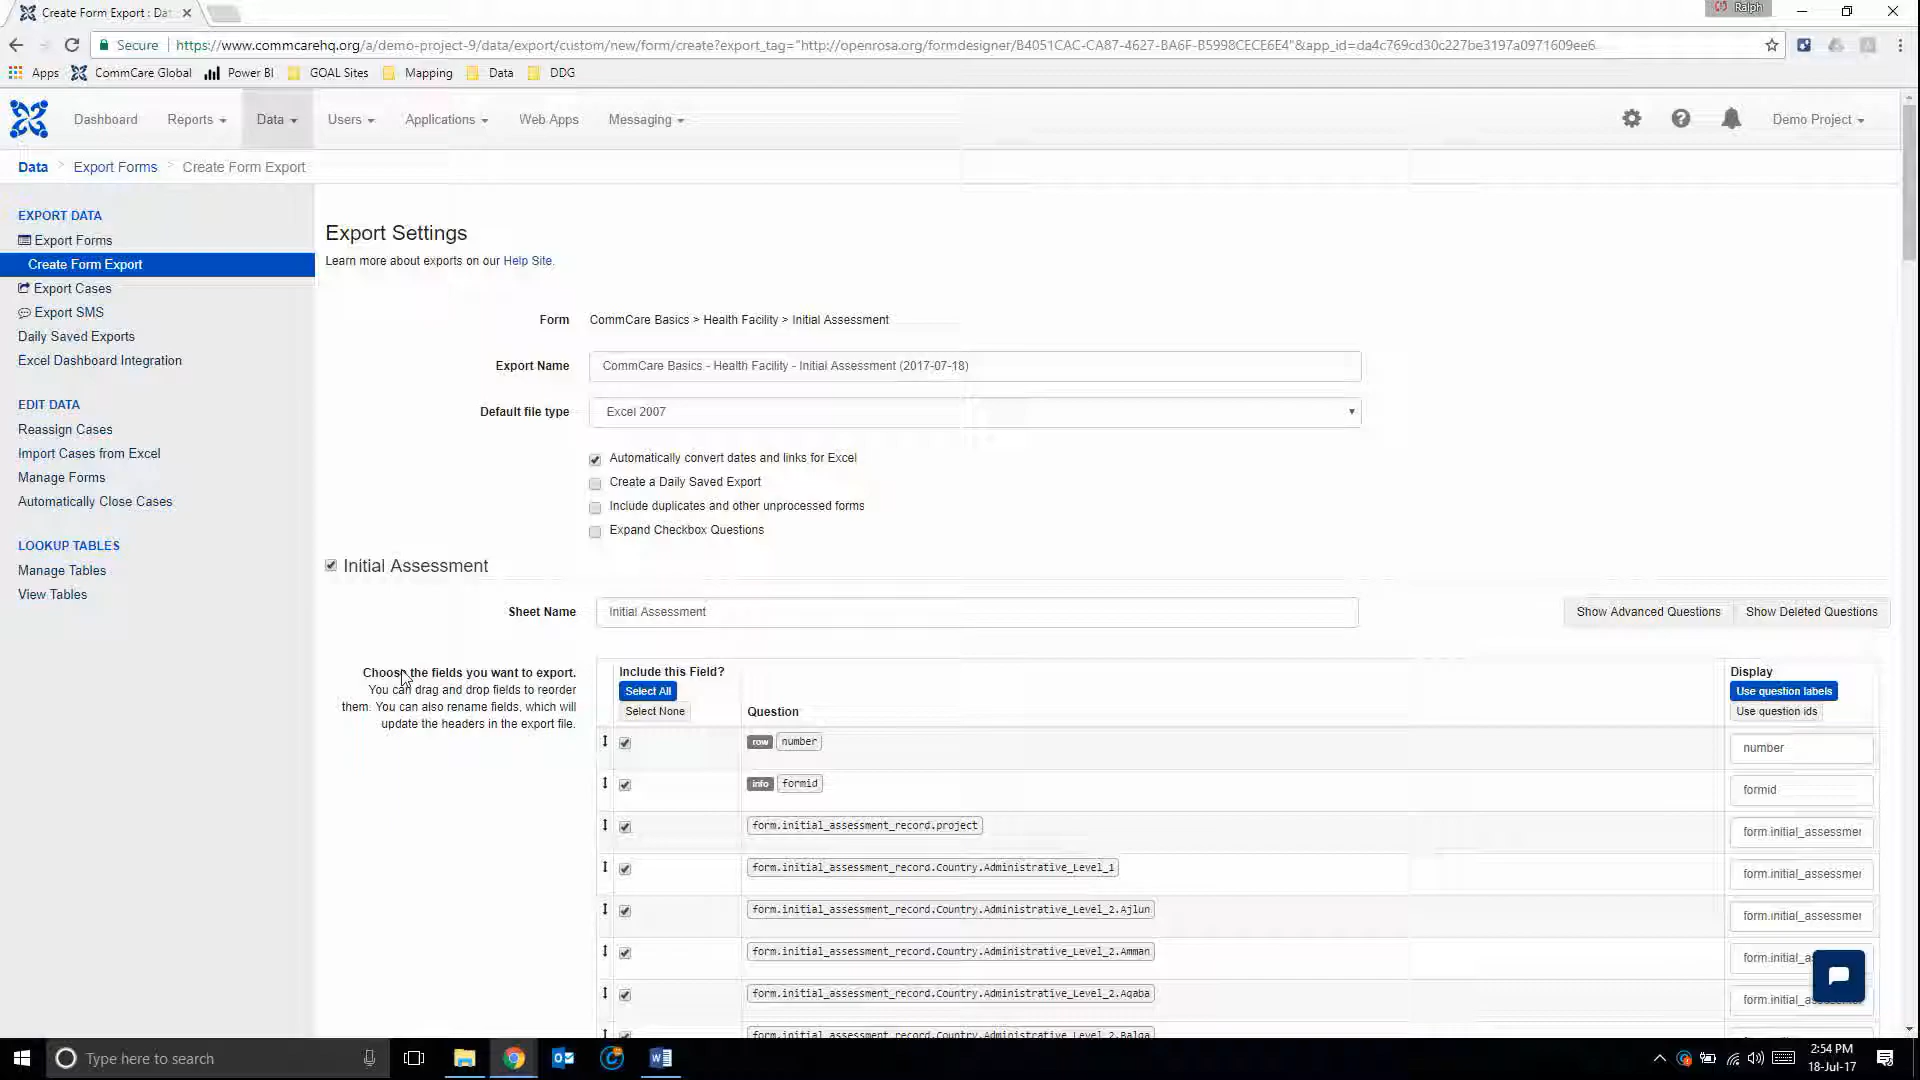 Create Form Export : Dat
Ralph
Secure
https://www.commcarehq.org/a/demo-project-9/data/export/custom/new/form/create?export_tag="http://openrosa.org/formdesigner/B4051CAC-CA87-4627-BA6F-B5998CECE6E4"&app_id=da4c769cd30c227be3197a0971609ee6...
Apps CommCare Global Power BI GOAL Sites Mapping Data DDG
Dashboard Reports Data Users Applications Web Apps Messaging Demo Project
Data > Export Forms > Create Form Export
EXPORT DATA
Export Forms
Create Form Export
Export Cases
Export SMS
Daily Saved Exports
Excel Dashboard Integration
EDIT DATA
Reassign Cases
Import Cases from Excel
Manage Forms
Automatically Close Cases
LOOKUP TABLES
Manage Tables
View Tables
Export Settings
Learn more about exports on our Help Site.
Form CommCare Basics > Health Facility > Initial Assessment
Export Name CommCare Basics - Health Facility - Initial Assessment (2017-07-18)
Default file type Excel 2007
Automatically convert dates and links for Excel
Create a Daily Saved Export
Include duplicates and other unprocessed forms
Expand Checkbox Questions
Initial Assessment
Sheet Name Initial Assessment Show Advanced Questions Show Deleted Questions
Choose the fields you want to export.
You can drag and drop fields to reorder
them. You can also rename fields, which will
update the headers in the export file.
Include this Field? Display
Select All Use question labels
Select None Question Use question ids
row number number
info formid formid
form.initial_assessment_record.project form.initial_assessmer
form.initial_assessment_record.Country.Administrative_Level_1 form.initial_assessmer
form.initial_assessment_record.Country.Administrative_Level_2.Ajlun form.initial_assessmer
form.initial_assessment_record.Country.Administrative_Level_2.Amman form.initial_as
form.initial_assessment_record.Country.Administrative_Level_2.Aqaba form.initial_as
form.initial_assessment_record.Country.Administrative_Level_2.Balqa
Type here to search
2:54 PM
18-Jul-17